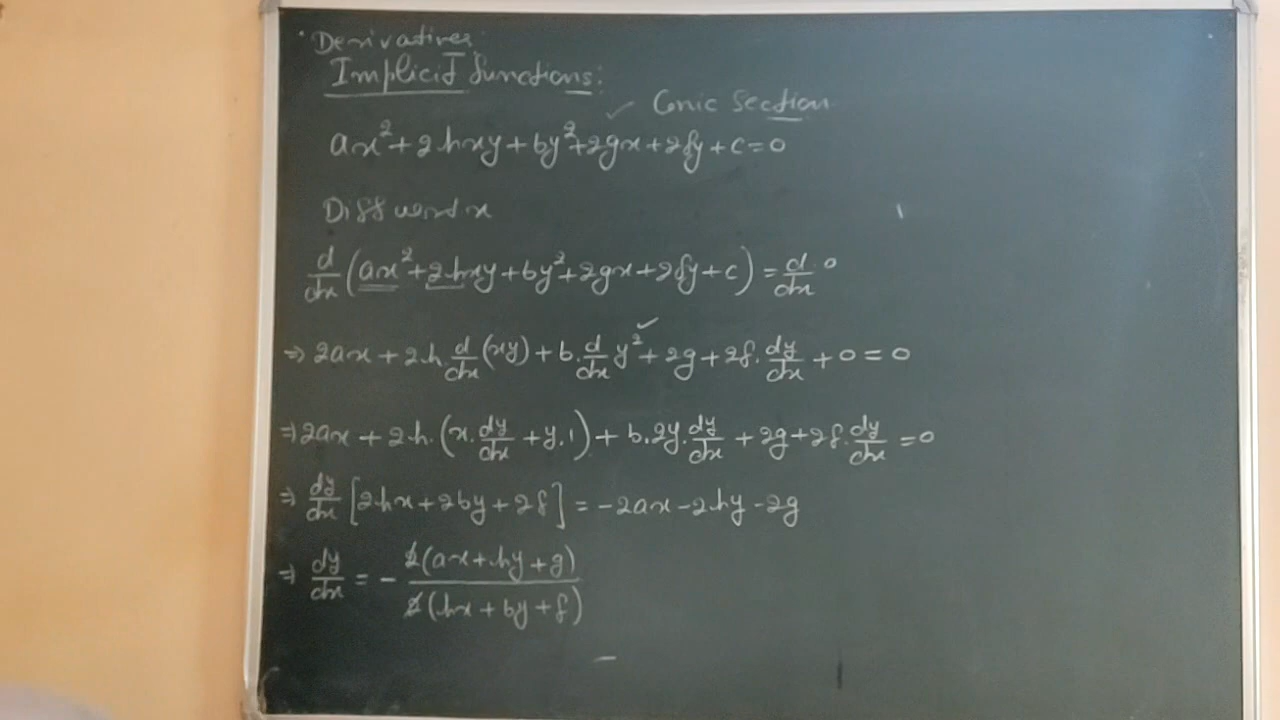 Derivatives
Implicit functions:
✓ Conic Section
ax²+2hxy+by²+2gx+2fy+c=0
Diff w.r.t x
d/dx (ax²+2hxy+by²+2gx+2fy+c) = d/dx 0
⇒ 2ax + 2h d/dx (xy) + b. d/dx y² + 2g + 2f. dy/dx + 0 = 0
⇒ 2ax + 2h. (x. dy/dx + y.1) + b.2y. dy/dx + 2g + 2f. dy/dx = 0
⇒ dy/dx [2hx+2by+2f] = -2ax-2hy-2g
⇒ dy/dx = - 2(ax+hy+g) / 2(hx+by+f)